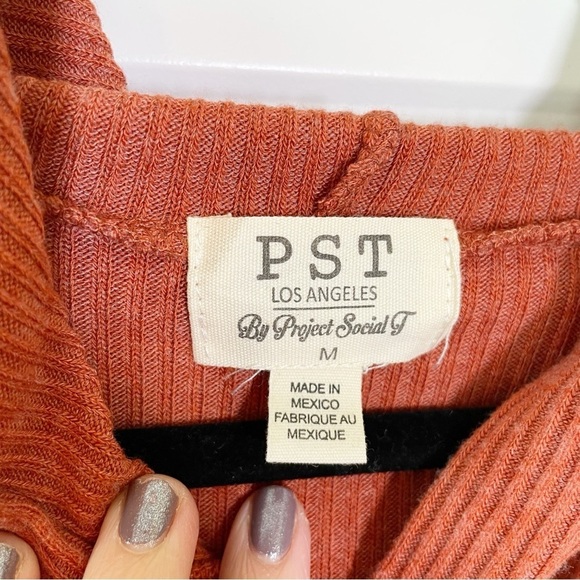 PST
LOS ANGELES
By Project Social T
M
MADE IN
MEXICO
FABRIQUE AU
MEXIQUE